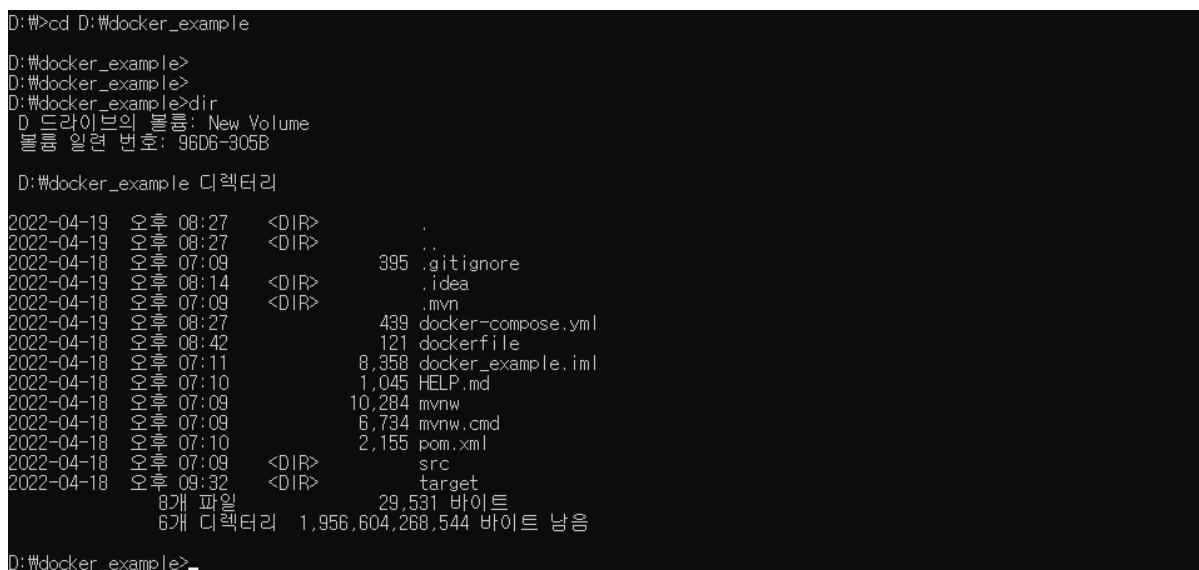 D:₩>cd D:₩docker_example
D:₩docker_example>
D:₩docker_example>
D:₩docker_example>dir
D 드라이브의 볼륨: New Volume
볼륨 일련 번호: 96D6-305B
D:₩docker_example 디렉터리
2022-04-19 오후 08:27 <DIR> .
2022-04-19 오후 08:27 <DIR> ..
2022-04-18 오후 07:09 395 .gitignore
2022-04-19 오후 08:14 <DIR> .idea
2022-04-18 오후 07:09 <DIR> .mvn
2022-04-19 오후 08:27 439 docker-compose.yml
2022-04-18 오후 08:42 121 dockerfile
2022-04-18 오후 07:11 8,358 docker_example.iml
2022-04-18 오후 07:10 1,045 HELP.md
2022-04-18 오후 07:09 10,284 mvnw
2022-04-18 오후 07:09 6,734 mvnw.cmd
2022-04-18 오후 07:10 2,155 pom.xml
2022-04-18 오후 07:09 <DIR> src
2022-04-18 오후 09:32 <DIR> target
8개 파일 29,531 바이트
6개 디렉터리 1,956,604,268,544 바이트 남음
D:₩docker_example>_